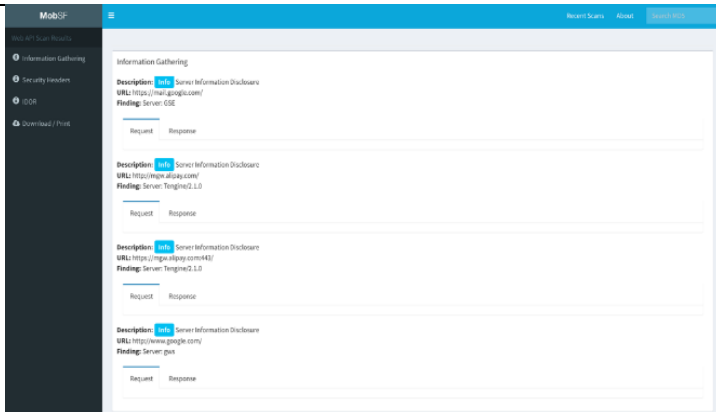 MobSF
Recent Scans About Search MD5
Web API Scan Results
Information Gathering
Security Headers
IDOR
Download / Print
Information Gathering
Description: Info Server Information Disclosure
URL: https://mail.google.com/
Finding: Server: GSE
Request Response
Description: Info Server Information Disclosure
URL: http://mgw.alipay.com/
Finding: Server: Tengine/2.1.0
Request Response
Description: Info Server Information Disclosure
URL: https://mgw.alipay.com:443/
Finding: Server: Tengine/2.1.0
Request Response
Description: Info Server Information Disclosure
URL: http://www.google.com/
Finding: Server: gws
Request Response